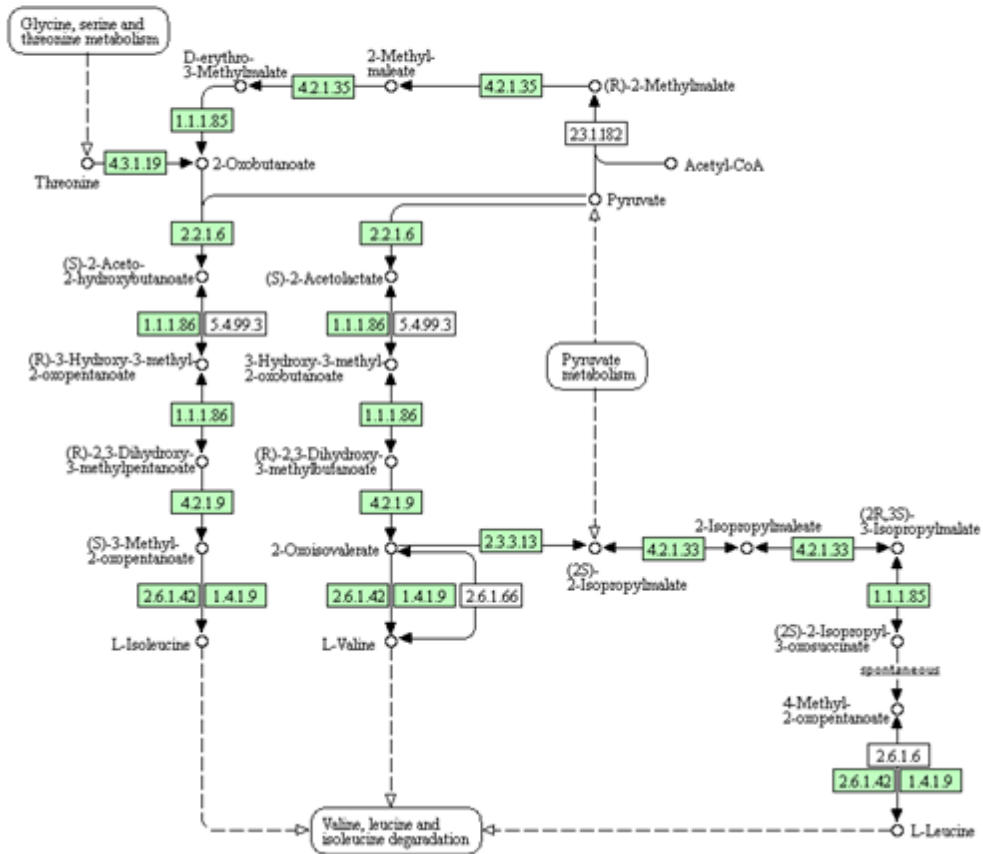 Glycine, serine and
threonine metabolism
D-erythro-
3-Methylmalate
2-Methyl-
maleate
4.2.1.35
4.2.1.35
(R)-2-Methylmalate
1.1.1.85
2.3.1.182
4.3.1.19
2-Oxobutanoate
Acetyl-CoA
Threonine
Pyruvate
2.2.1.6
2.2.1.6
(S)-2-Aceto-
2-hydroxybutanoate
(S)-2-Acetolactate
1.1.1.86
5.4.99.3
1.1.1.86
5.4.99.3
(R)-3-Hydroxy-3-methyl-
2-oxopentanoate
3-Hydroxy-3-methyl-
2-oxobutanoate
Pyruvate
metabolism
1.1.1.86
1.1.1.86
(R)-2,3-Dihydroxy-
3-methylpentanoate
(R)-2,3-Dihydroxy-
3-methylbutanoate
4.2.1.9
4.2.1.9
(S)-3-Methyl-
2-oxopentanoate
2-Oxoisovalerate
2.3.3.13
(2S)-
2-Isopropylmalate
4.2.1.33
2-Isopropylmaleate
4.2.1.33
(2R,3S)-
3-Isopropylmalate
2.6.1.42
1.4.1.9
2.6.1.42
1.4.1.9
2.6.1.66
1.1.1.85
L-Isoleucine
L-Valine
(2S)-2-Isopropyl-
3-oxosuccinate
spontaneous
4-Methyl-
2-oxopentanoate
2.6.1.6
2.6.1.42
1.4.1.9
Valine, leucine and
isoleucine degradation
L-Leucine